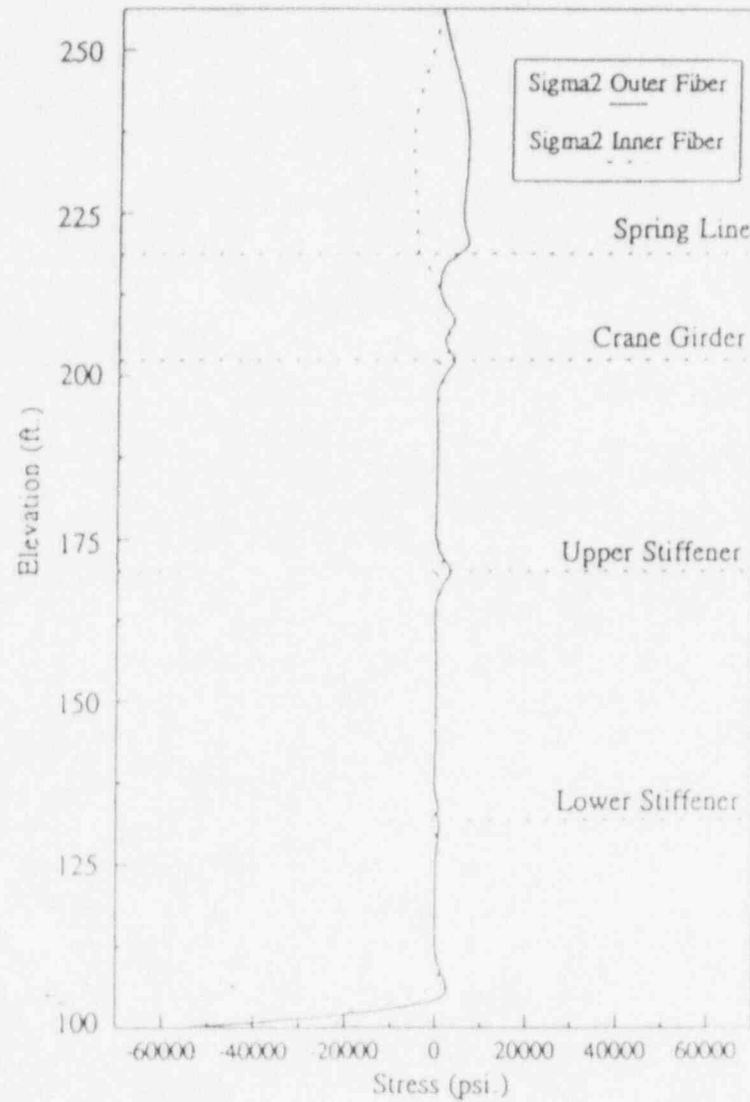 250
225
200
175
150
125
100
Elevation (ft.)
Sigma2 Outer Fiber
Sigma2 Inner Fiber
Spring Line
Crane Girder
Upper Stiffener
Lower Stiffener
-60000 -40000 -20000 0 20000 40000 60000
Stress (psi.)